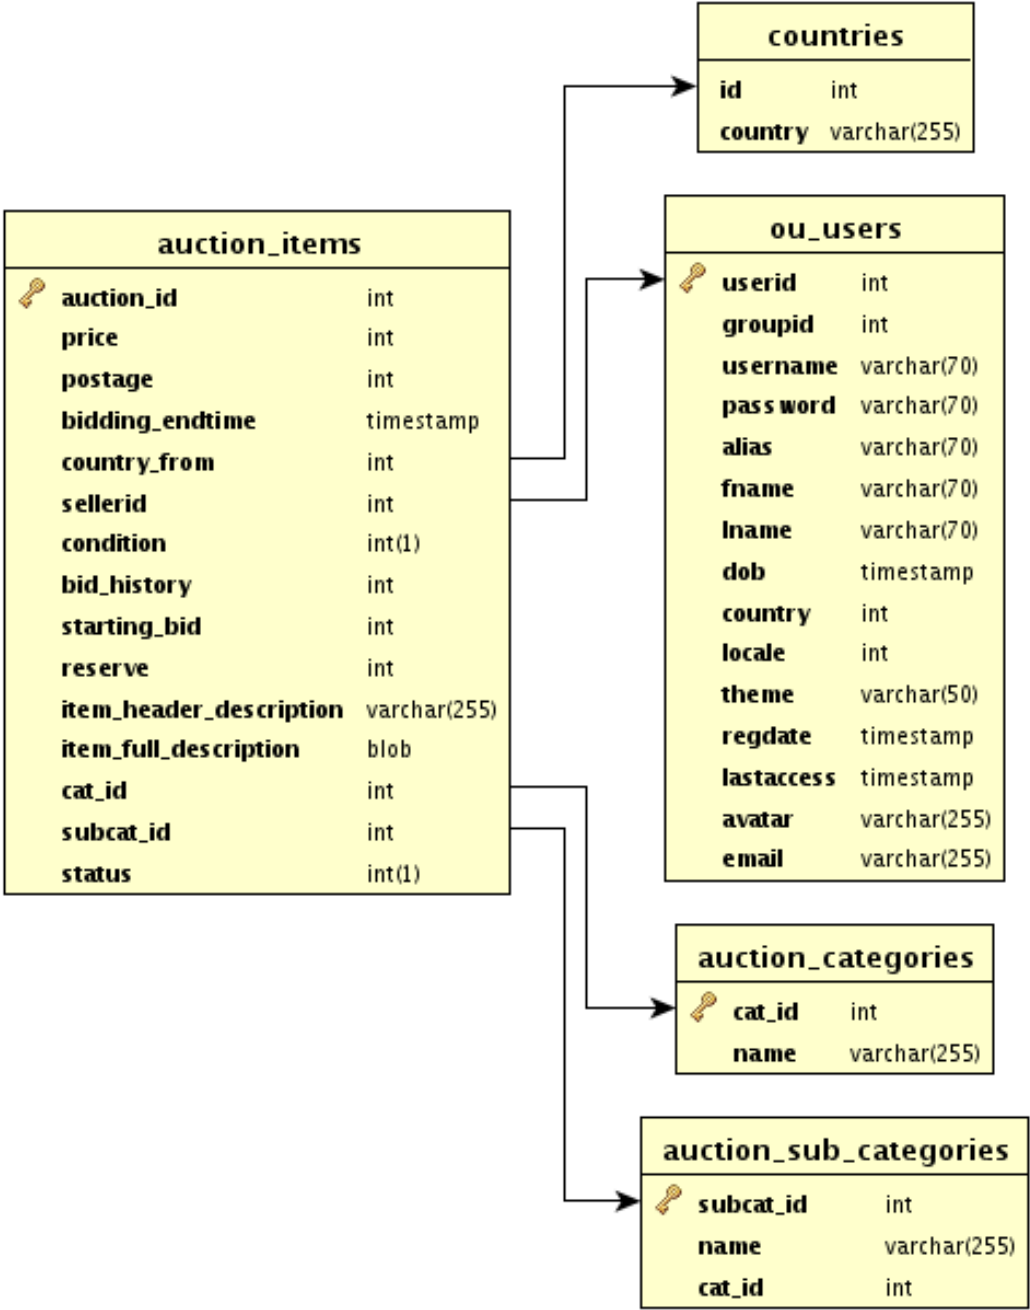 countries
id int
country varchar(255)
auction_items
auction_id int
price int
postage int
bidding_endtime timestamp
country_from int
sellerid int
condition int(1)
bid_history int
starting_bid int
reserve int
item_header_description varchar(255)
item_full_description blob
cat_id int
subcat_id int
status int(1)
ou_users
userid int
groupid int
username varchar(70)
password varchar(70)
alias varchar(70)
fname varchar(70)
lname varchar(70)
dob timestamp
country int
locale int
theme varchar(50)
regdate timestamp
lastaccess timestamp
avatar varchar(255)
email varchar(255)
auction_categories
cat_id int
name varchar(255)
auction_sub_categories
subcat_id int
name varchar(255)
cat_id int